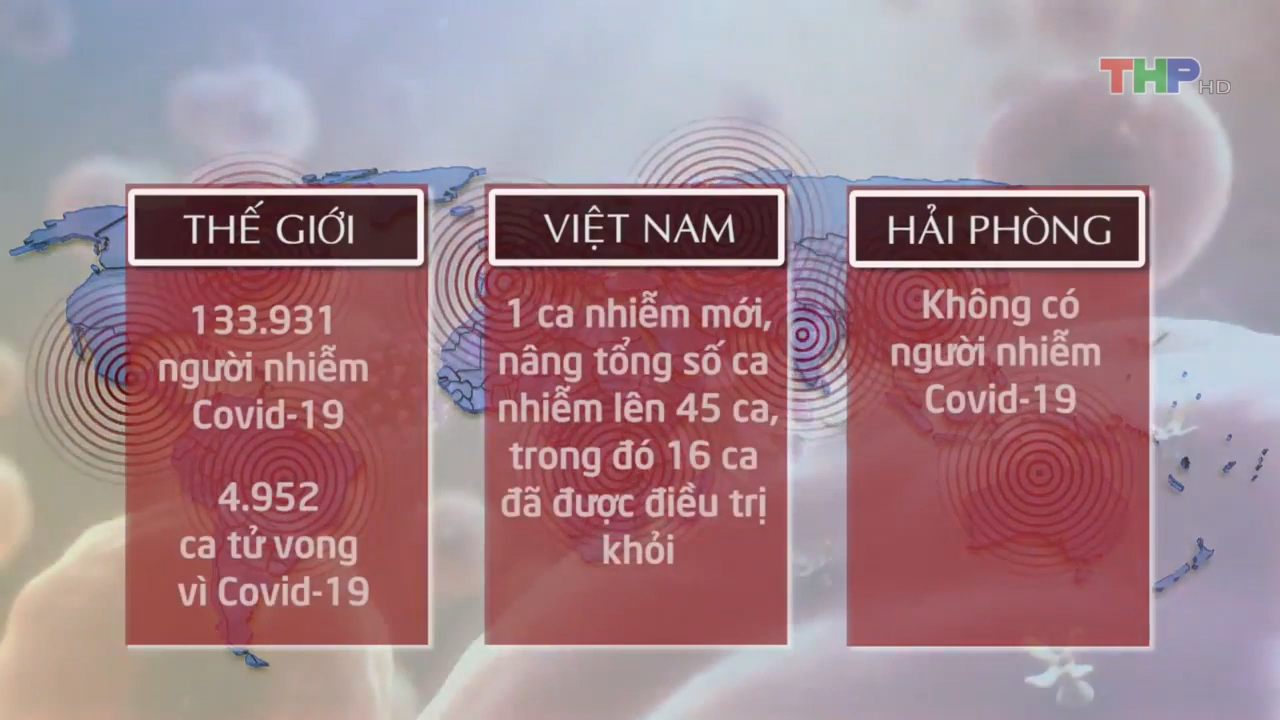 THP HD
THẾ GIỚI
133.931
người nhiễm
Covid-19
4.952
ca tử vong
vì Covid-19
VIỆT NAM
1 ca nhiễm mới,
nâng tổng số ca
nhiễm lên 45 ca,
trong đó 16 ca
đã được điều trị
khỏi
HẢI PHÒNG
Không có
người nhiễm
Covid-19